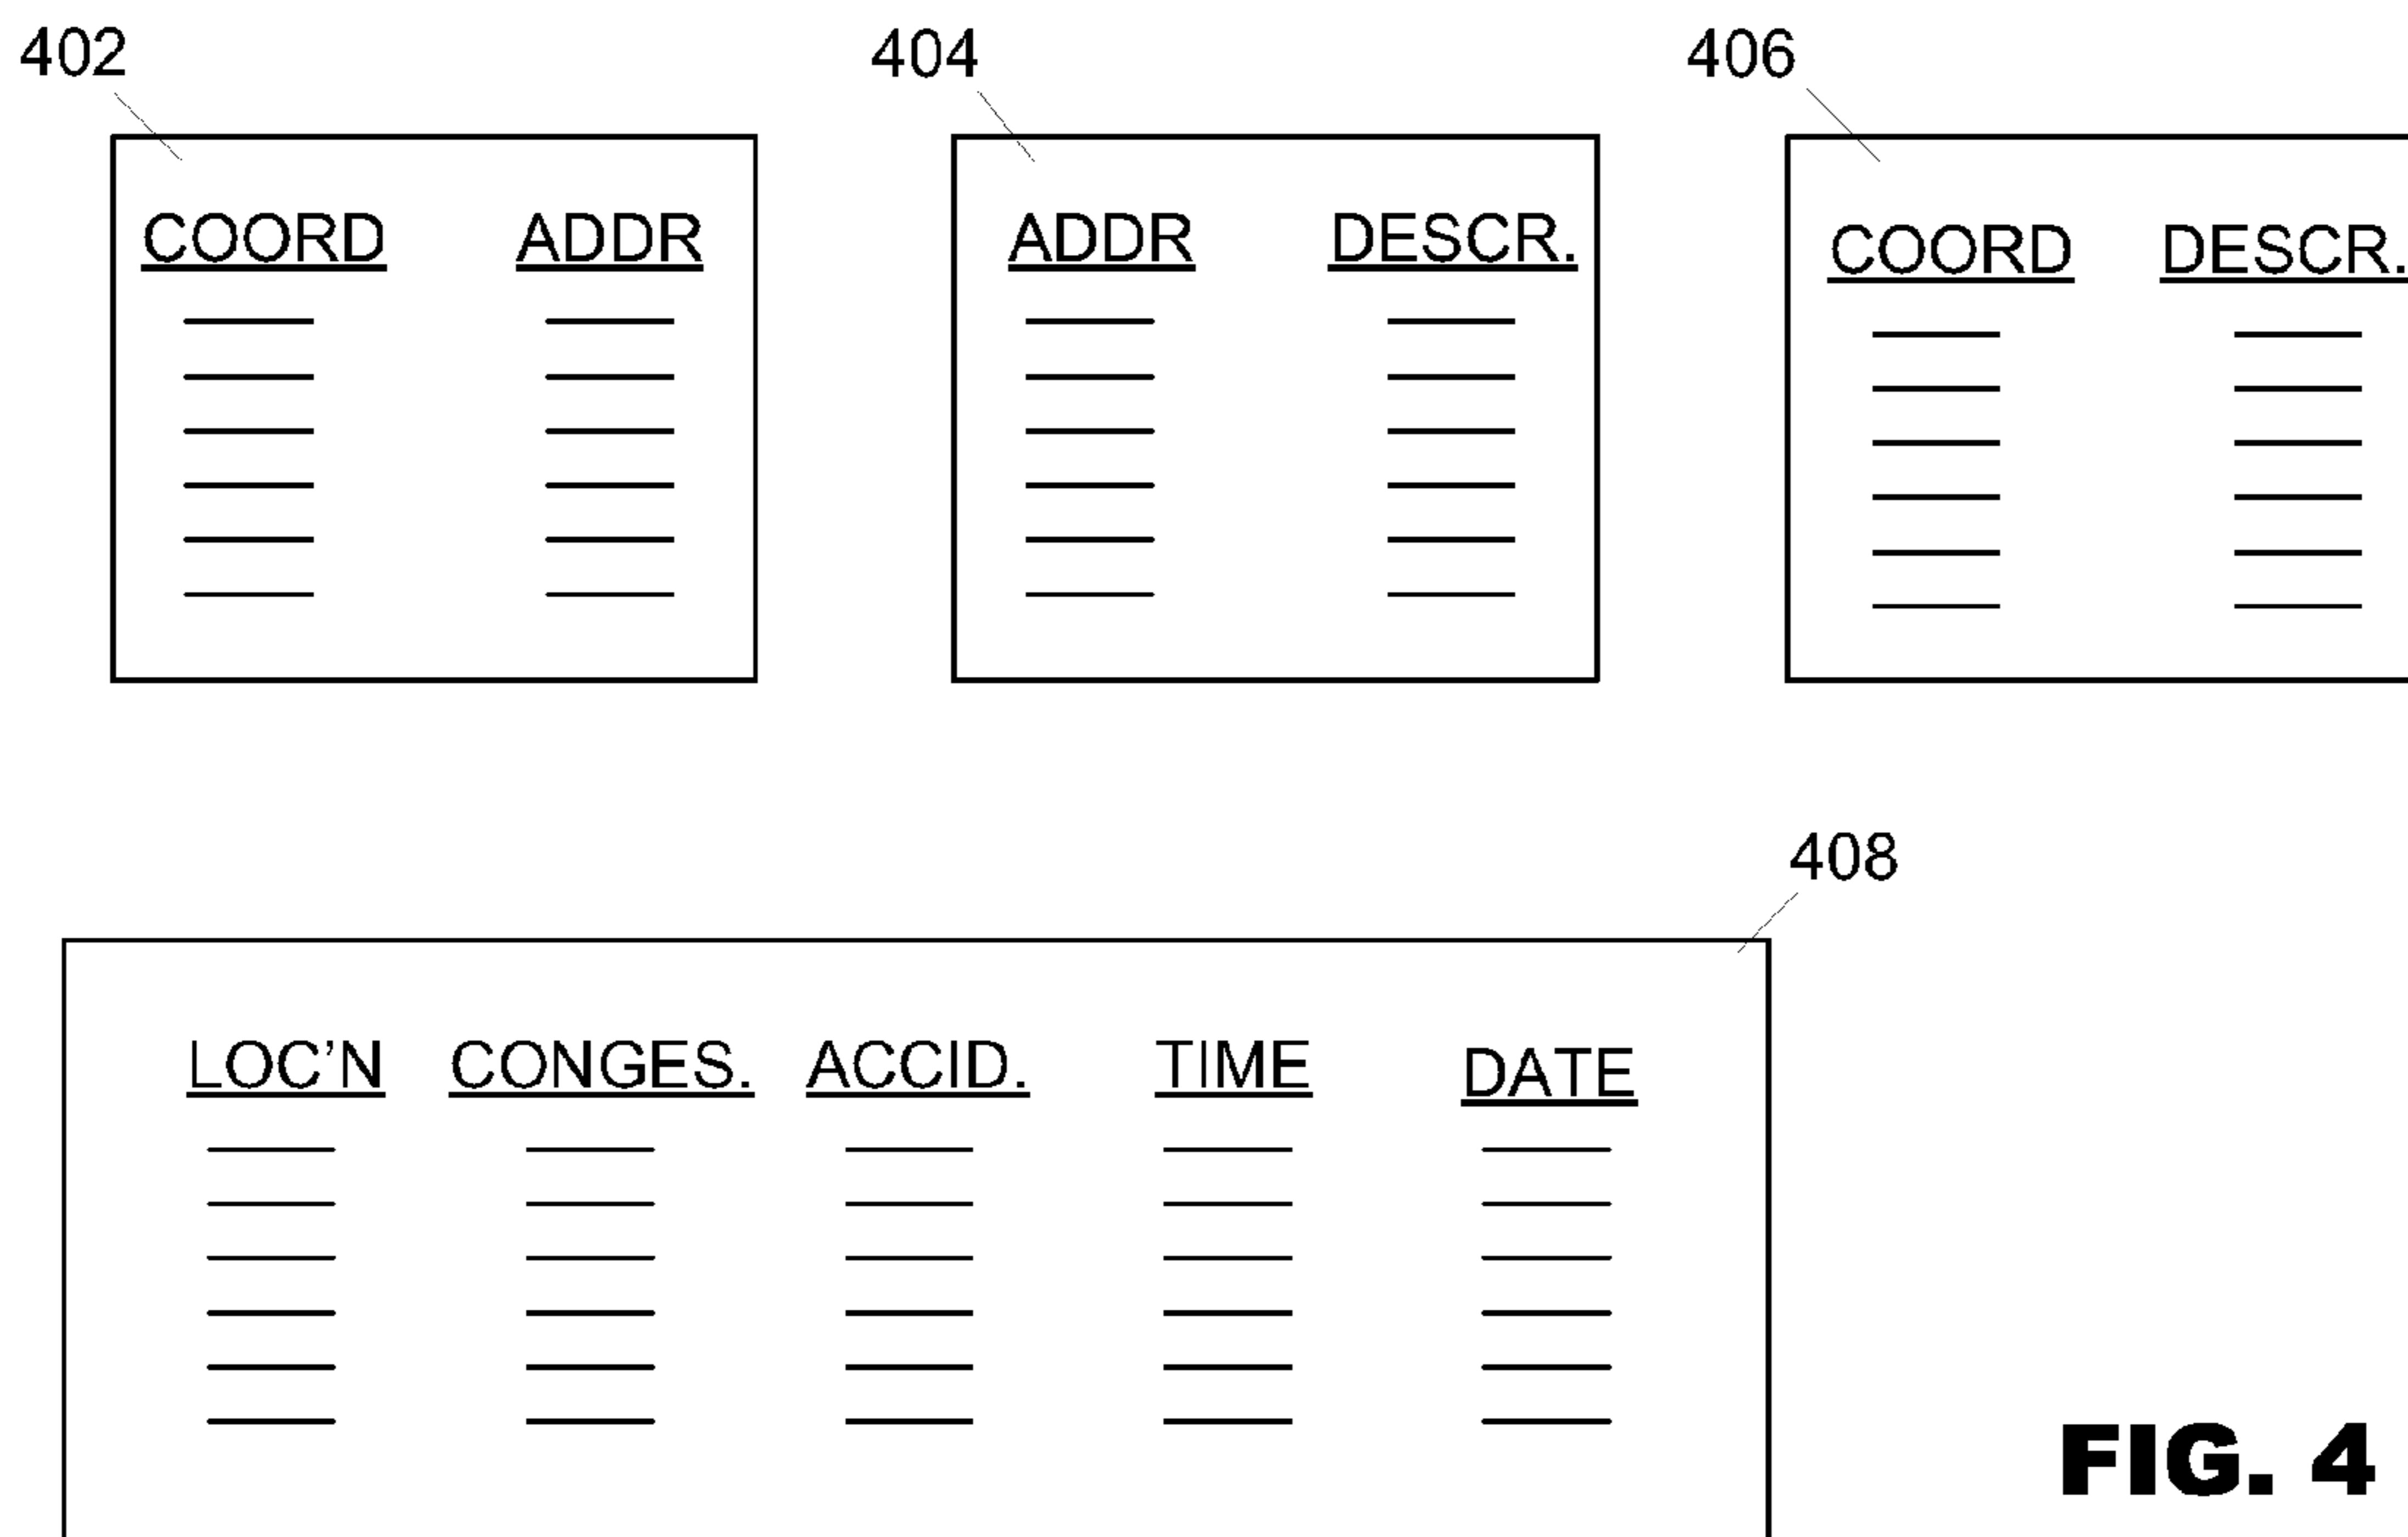 402 404 406
COORD ADDR ADDR DESCR. COORD DESCR.
408
LOC’N CONGES. ACCID. TIME DATE
FIG. 4